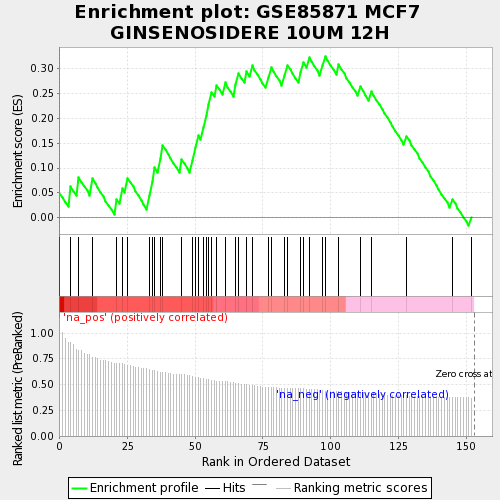 Enrichment plot: GSE85871 MCF7
GINSENOSIDERE 10UM 12H
Enrichment score (ES)
0.30
0.25
0.20
0.15
0.10
0.05
0.00
'na_pos' (positively correlated)
Ranked list metric (PreRanked)
1.00
0.75
0.50
0.25
0.00
Zero cross at
'na_neg' (negatively correlated)
0
25
50
75
100
125
150
Rank in Ordered Dataset
Enrichment profile
Hits
Ranking metric scores